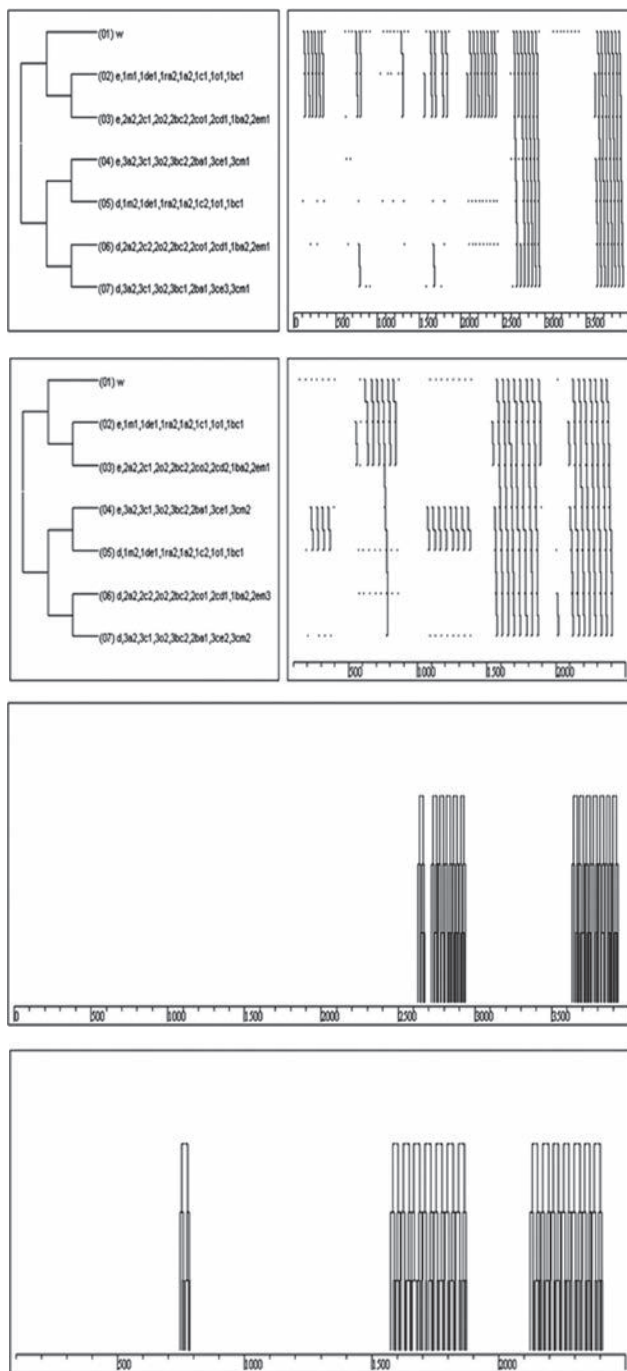 (01) w
(02) e,1m1,1de1,1ra2,1a2,1c1,1o1,1bc1
(03) e,2a2,2c1,2o2,2bc2,2co1,2cd1,1ba2,2em1
(04) e,3a2,3c1,3o2,3bc2,2ba1,3ce1,3cm1
(05) d,1m2,1de1,1ra2,1a2,1c2,1o1,1bc1
(06) d,2a2,2c2,2o2,2bc2,2co1,2cd1,1ba2,2em1
(07) d,3a2,3c1,3o2,3bc1,2ba1,3ce3,3cm1
0 500 1000 1500 2000 2500 3000 3500
(01) w
(02) e,1m1,1de1,1ra2,1a2,1c1,1o1,1bc1
(03) e,2a2,2c1,2o2,2bc2,2co2,2cd2,1ba2,2em1
(04) e,3a2,3c1,3o2,3bc2,2ba1,3ce1,3cm2
(05) d,1m2,1de1,1ra2,1a2,1c2,1o1,1bc1
(06) d,2a2,2c2,2o2,2bc2,2co1,2cd1,1ba2,2em3
(07) d,3a2,3c1,3o2,3bc2,2ba1,3ce2,3cm2
500 1000 1500 2000
0 500 1000 1500 2000 2500 3000 3500
500 1000 1500 2000